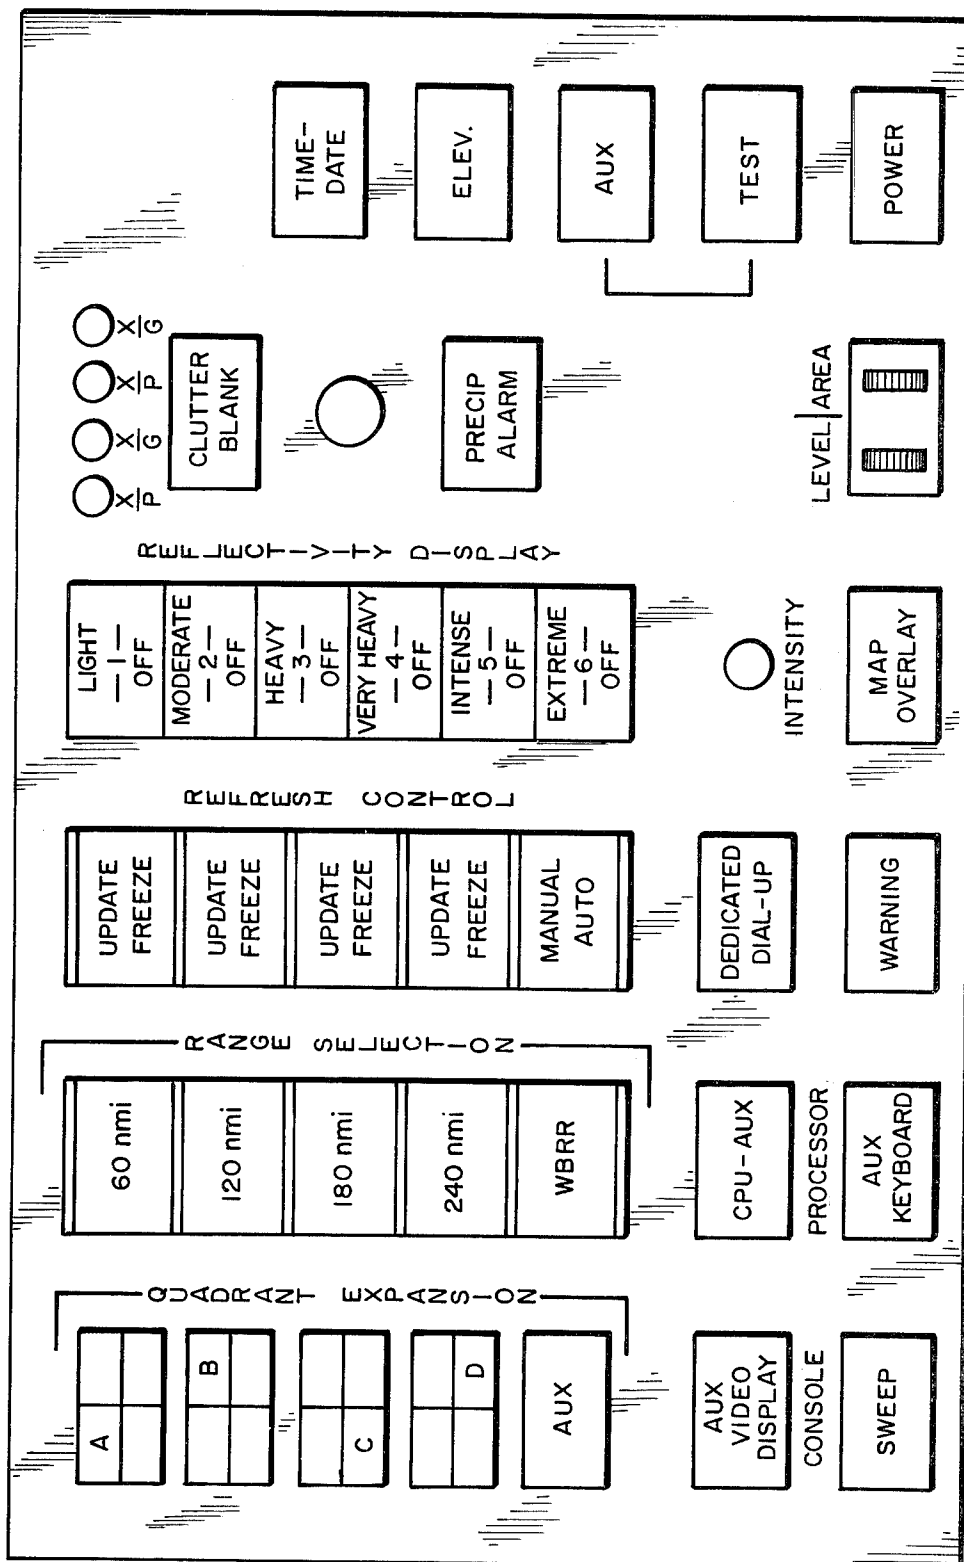 QUADRANT EXPANSION
A
B
C
D
AUX
AUX
VIDEO
DISPLAY
CONSOLE
SWEEP
RANGE SELECTION
60 nmi
120 nmi
180 nmi
240 nmi
WBRR
CPU-AUX
PROCESSOR
AUX
KEYBOARD
REFRESH CONTROL
UPDATE
FREEZE
UPDATE
FREEZE
UPDATE
FREEZE
UPDATE
FREEZE
MANUAL
AUTO
DEDICATED
DIAL-UP
WARNING
REFLECTIVITY DISPLAY
LIGHT
—1—
OFF
MODERATE
—2—
OFF
HEAVY
—3—
OFF
VERY HEAVY
—4—
OFF
INTENSE
—5—
OFF
EXTREME
—6—
OFF
INTENSITY
MAP
OVERLAY
X/P
X/G
X/P
X/G
CLUTTER
BLANK
PRECIP
ALARM
LEVEL|AREA
TIME-
DATE
ELEV.
AUX
TEST
POWER